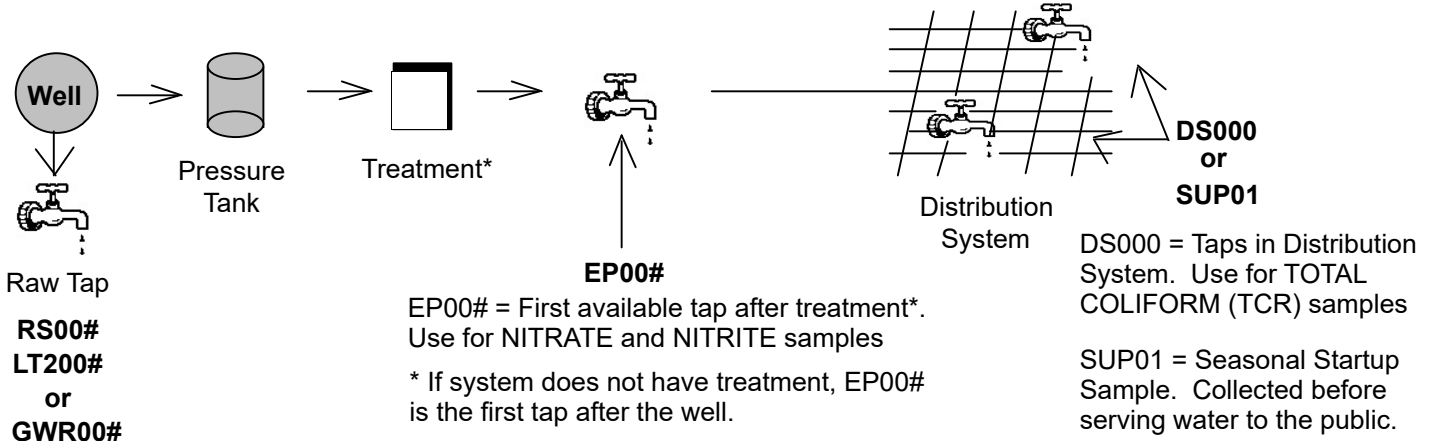 Well
Raw Tap
RS00#
LT200#
or
GWR00#
Pressure
Tank
Treatment*
EP00#
EP00# = First available tap after treatment*.
Use for NITRATE and NITRITE samples
* If system does not have treatment, EP00#
is the first tap after the well.
Distribution
System
DS000
or
SUP01
DS000 = Taps in Distribution
System. Use for TOTAL
COLIFORM (TCR) samples
SUP01 = Seasonal Startup
Sample. Collected before
serving water to the public.